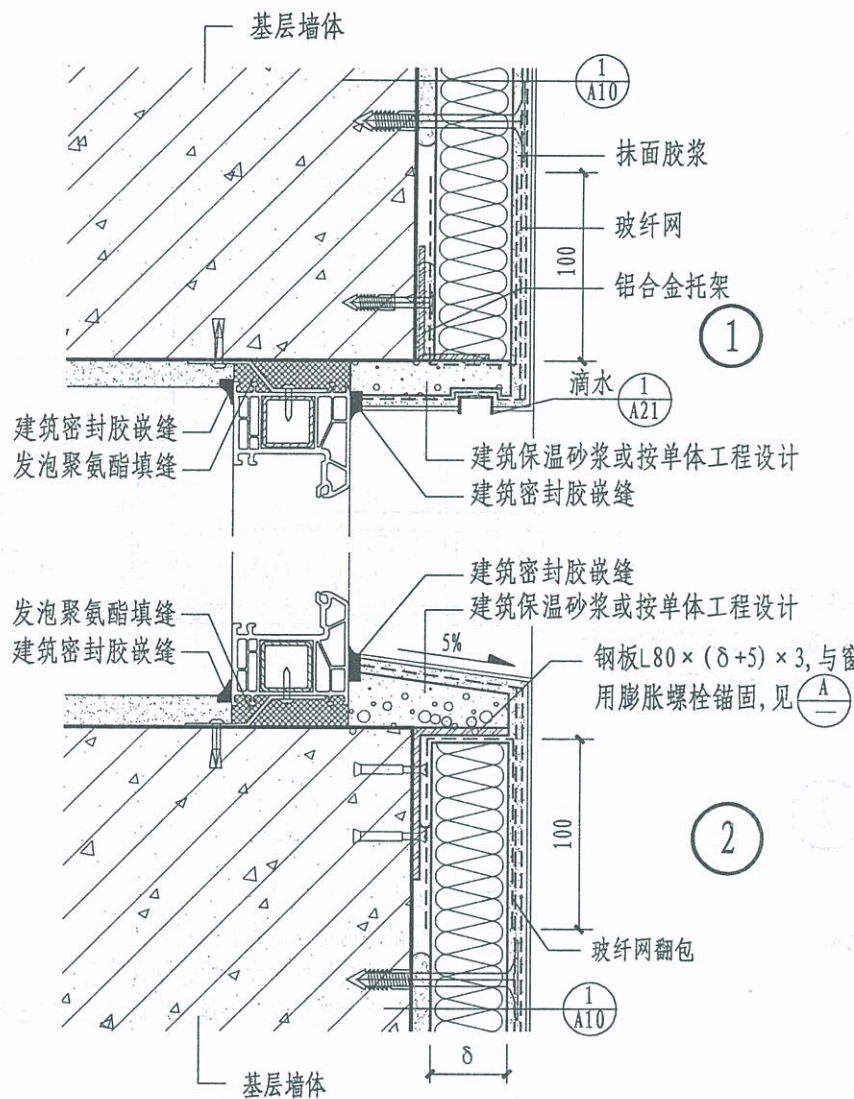 基层墙体
1
A10
抹面胶浆
100
玻纤网
铝合金托架
1
滴水
1
A21
建筑密封胶嵌缝
发泡聚氨酯填缝
建筑保温砂浆或按单体工程设计
建筑密封胶嵌缝
建筑密封胶嵌缝
发泡聚氨酯填缝
建筑保温砂浆或按单体工程设计
建筑密封胶嵌缝
5%
钢板L80×(δ+5)×3,与窗
用膨胀螺栓锚固,见 A
100
2
玻纤网翻包
1
A10
δ
基层墙体